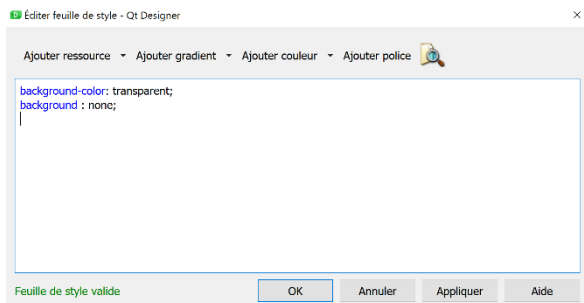 Éditer feuille de style - Qt Designer
Ajouter ressource Ajouter gradient Ajouter couleur Ajouter police
background-color: transparent;
background : none;
Feuille de style valide OK Annuler Appliquer Aide